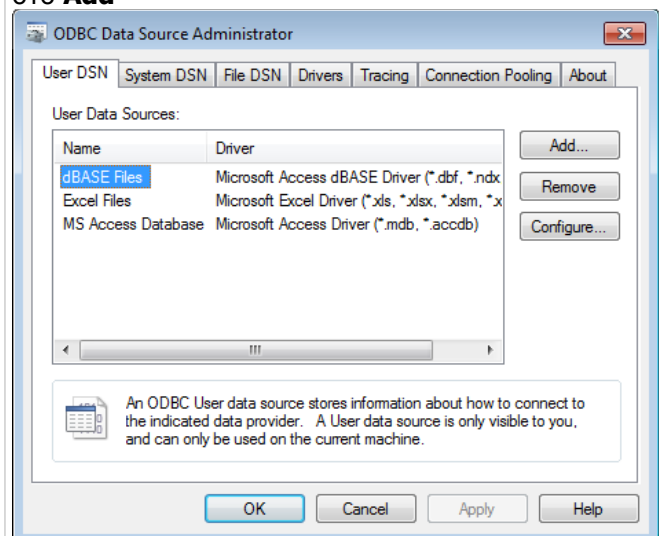 Add
ODBC Data Source Administrator
User DSN System DSN File DSN Drivers Tracing Connection Pooling About
User Data Sources:
Name Driver
Add...
dBASE Files Microsoft Access dBASE Driver (*.dbf, *.ndx
Remove
Excel Files Microsoft Excel Driver (*.xls, *.xlsx, *.xlsm, *.x
MS Access Database Microsoft Access Driver (*.mdb, *.accdb)
Configure...
An ODBC User data source stores information about how to connect to
the indicated data provider. A User data source is only visible to you,
and can only be used on the current machine.
OK Cancel Apply Help